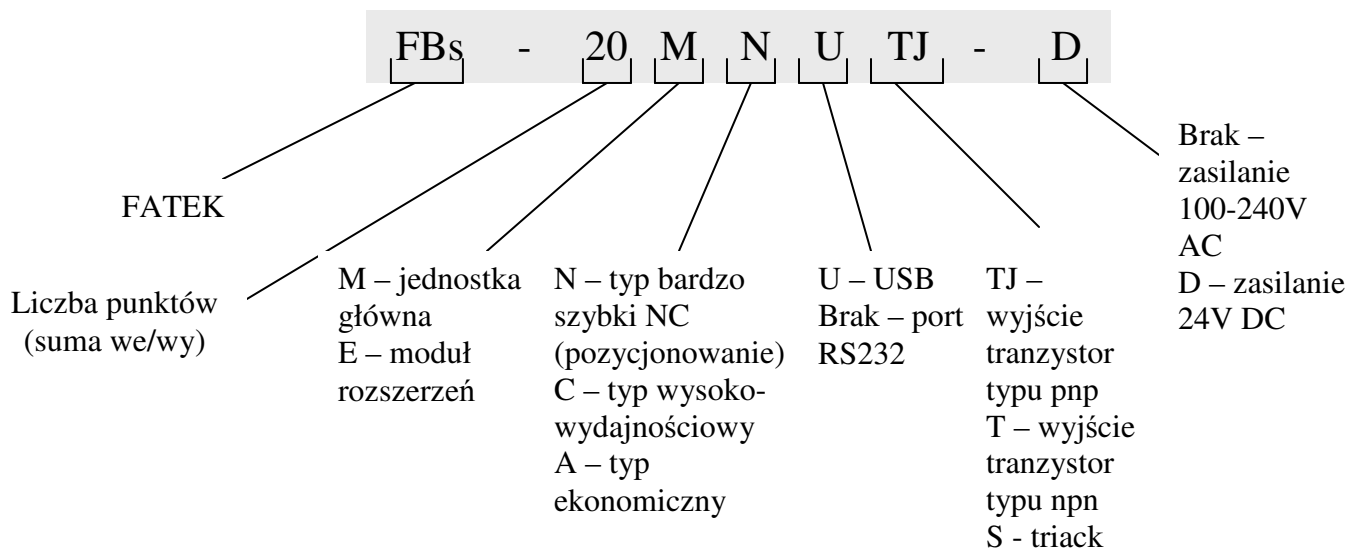 FBs - 20 M N U TJ - D
FATEK
Liczba punktów
(suma we/wy)
M – jednostka
główna
E – moduł
rozszerzeń
N – typ bardzo
szybki NC
(pozycjonowanie)
C – typ wysoko-
wydajnościowy
A – typ
ekonomiczny
U – USB
Brak – port
RS232
TJ –
wyjście
tranzystor
typu pnp
T – wyjście
tranzystor
typu npn
S - triack
Brak –
zasilanie
100-240V
AC
D – zasilanie
24V DC